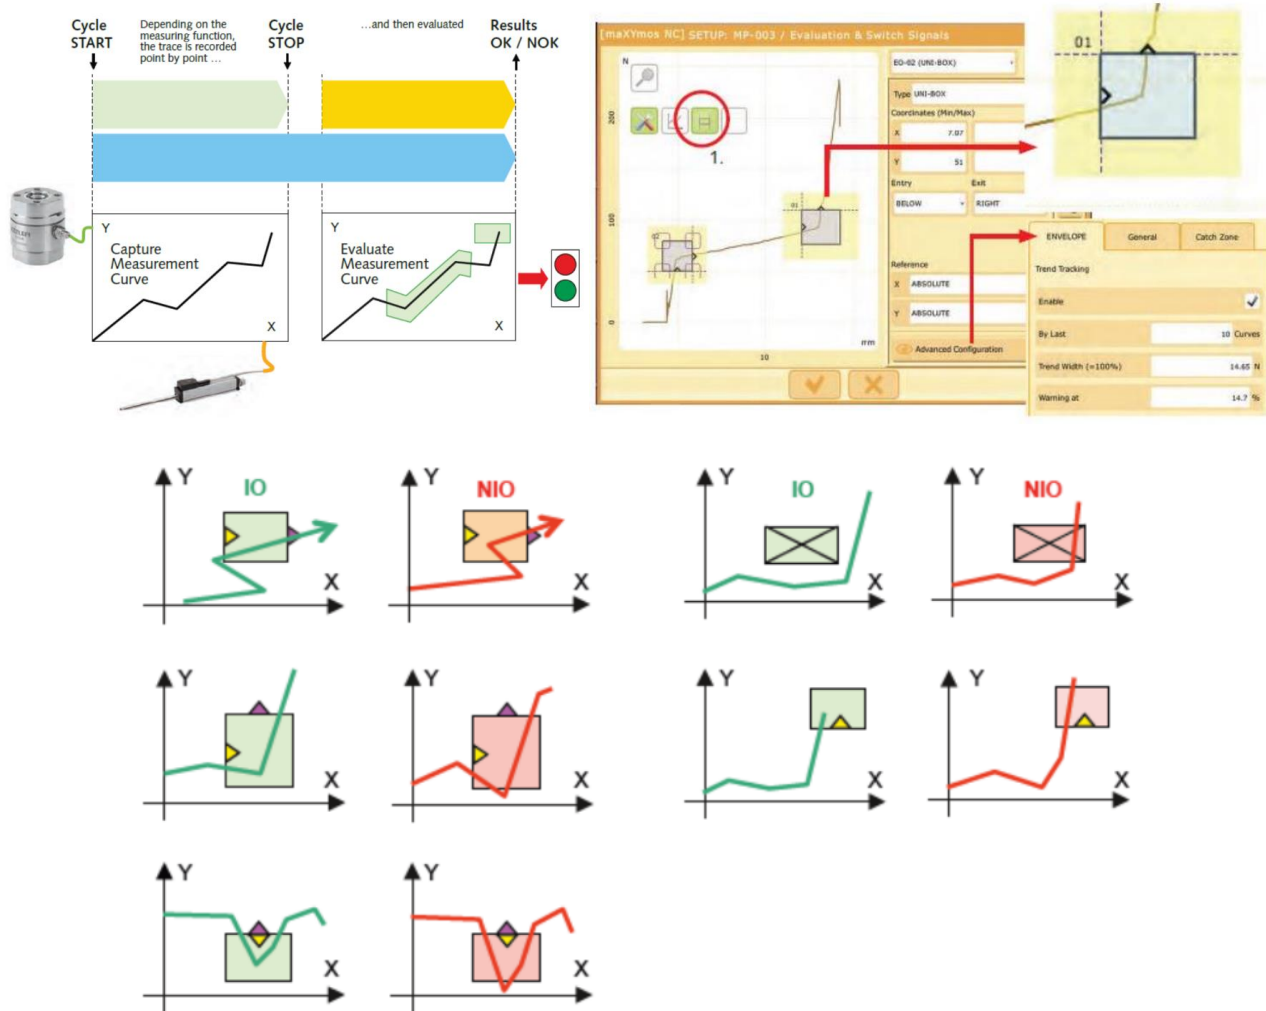 Cycle
START
Depending on the
measuring function,
the trace is recorded
point by point ...
Cycle
STOP
...and then evaluated
Results
OK / NOK
Y
Capture
Measurement
Curve
X
Y
Evaluate
Measurement
Curve
X
[maXYmos NC] SETUP: MP-003 / Evaluation & Switch Signals
N
200
100
0
10
mm
1.
01
02
EO-02 (UNI-BOX)
Type UNI-BOX
Coordinates (Min/Max)
X 7.07
Y 51
Entry Exit
BELOW RIGHT
Reference
X ABSOLUTE
Y ABSOLUTE
Advanced Configuration
01
ENVELOPE General Catch Zone
Trend Tracking
Enable
By Last 10 Curves
Trend Width (=100%) 14.65 N
Warning at 14.7 %
Y IO X
Y NIO X
Y IO X
Y NIO X
Y X
Y X
Y X
Y X
Y X
Y X